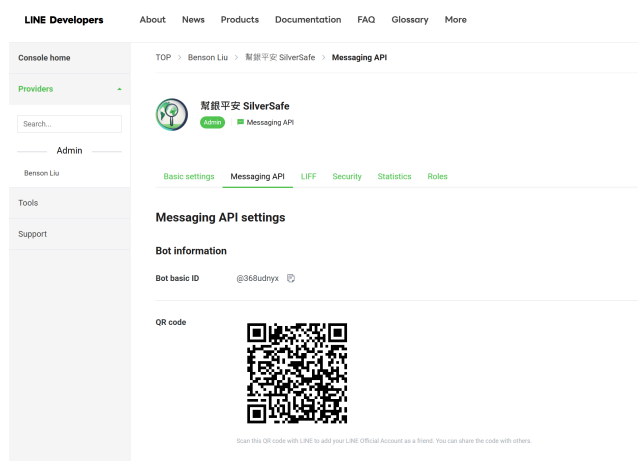 LINE Developers
About News Products Documentation FAQ Glossary More
Console home
Providers
Search...
Admin
Benson Liu
Tools
Support
TOP > Benson Liu > 幫銀平安 SilverSafe > Messaging API
幫銀平安 SilverSafe
Admin Messaging API
Basic settings Messaging API LIFF Security Statistics Roles
Messaging API settings
Bot information
Bot basic ID @368udnyx
QR code
Scan this QR code with LINE to add your LINE Official Account as a friend. You can share the code with others.